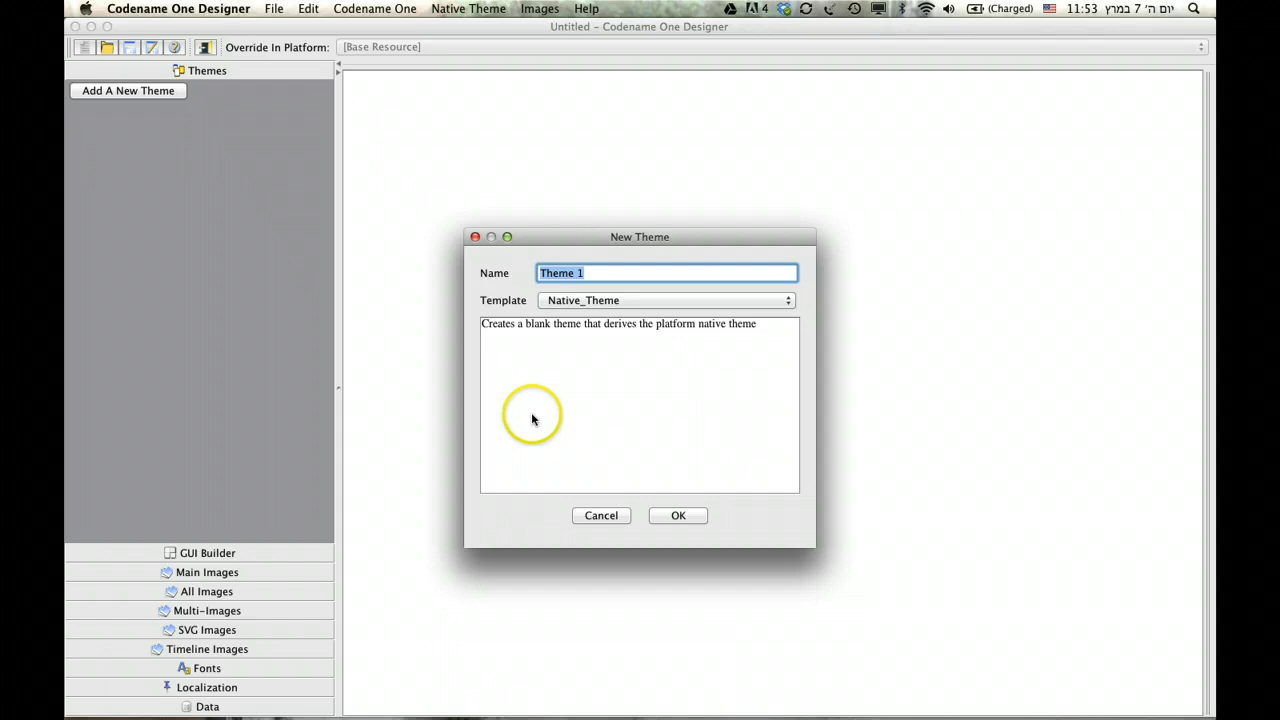 Codename One Designer File Edit Codename One Native Theme Images Help 4 (Charged) יום ה' 7 במרץ 11:53
Untitled – Codename One Designer
Override In Platform: [Base Resource]
Themes
Add A New Theme
New Theme
Name Theme 1
Template Native_Theme
Creates a blank theme that derives the platform native theme
Cancel OK
GUI Builder
Main Images
All Images
Multi-Images
SVG Images
Timeline Images
Fonts
Localization
Data